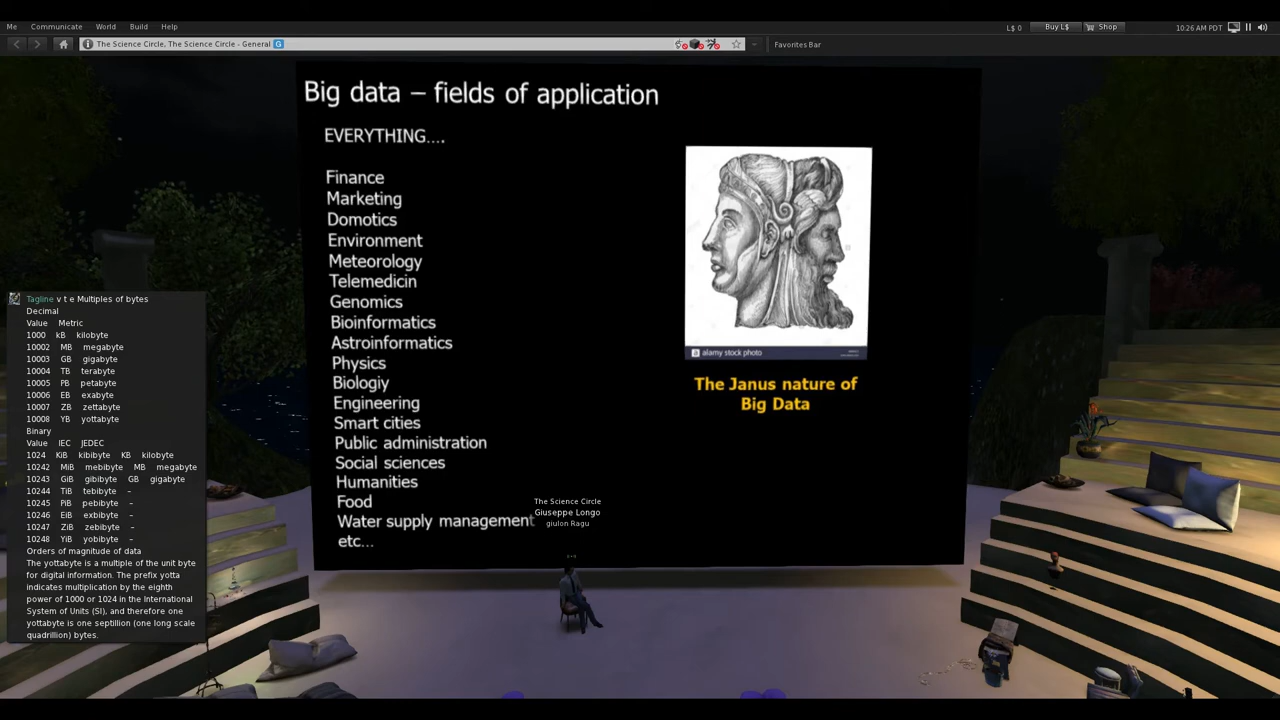 Me Communicate World Build Help
L$ 0 Buy L$ Shop 10:26 AM PDT
The Science Circle, The Science Circle - General G
Favorites Bar
Big data – fields of application
EVERYTHING....
Finance
Marketing
Domotics
Environment
Meteorology
Telemedicin
Genomics
Bioinformatics
Astroinformatics
Physics
Biologiy
Engineering
Smart cities
Public administration
Social sciences
Humanities
Food
Water supply management
etc...
a alamy stock photo
The Janus nature of
Big Data
The Science Circle
Giuseppe Longo
giulon Ragu
Tagline v t e Multiples of bytes
Decimal
Value Metric
1000 kB kilobyte
10002 MB megabyte
10003 GB gigabyte
10004 TB terabyte
10005 PB petabyte
10006 EB exabyte
10007 ZB zettabyte
10008 YB yottabyte
Binary
Value IEC JEDEC
1024 KiB kibibyte KB kilobyte
10242 MiB mebibyte MB megabyte
10243 GiB gibibyte GB gigabyte
10244 TiB tebibyte –
10245 PiB pebibyte –
10246 EiB exbibyte –
10247 ZiB zebibyte –
10248 YiB yobibyte –
Orders of magnitude of data
The yottabyte is a multiple of the unit byte
for digital information. The prefix yotta
indicates multiplication by the eighth
power of 1000 or 1024 in the International
System of Units (SI), and therefore one
yottabyte is one septillion (one long scale
quadrillion) bytes.